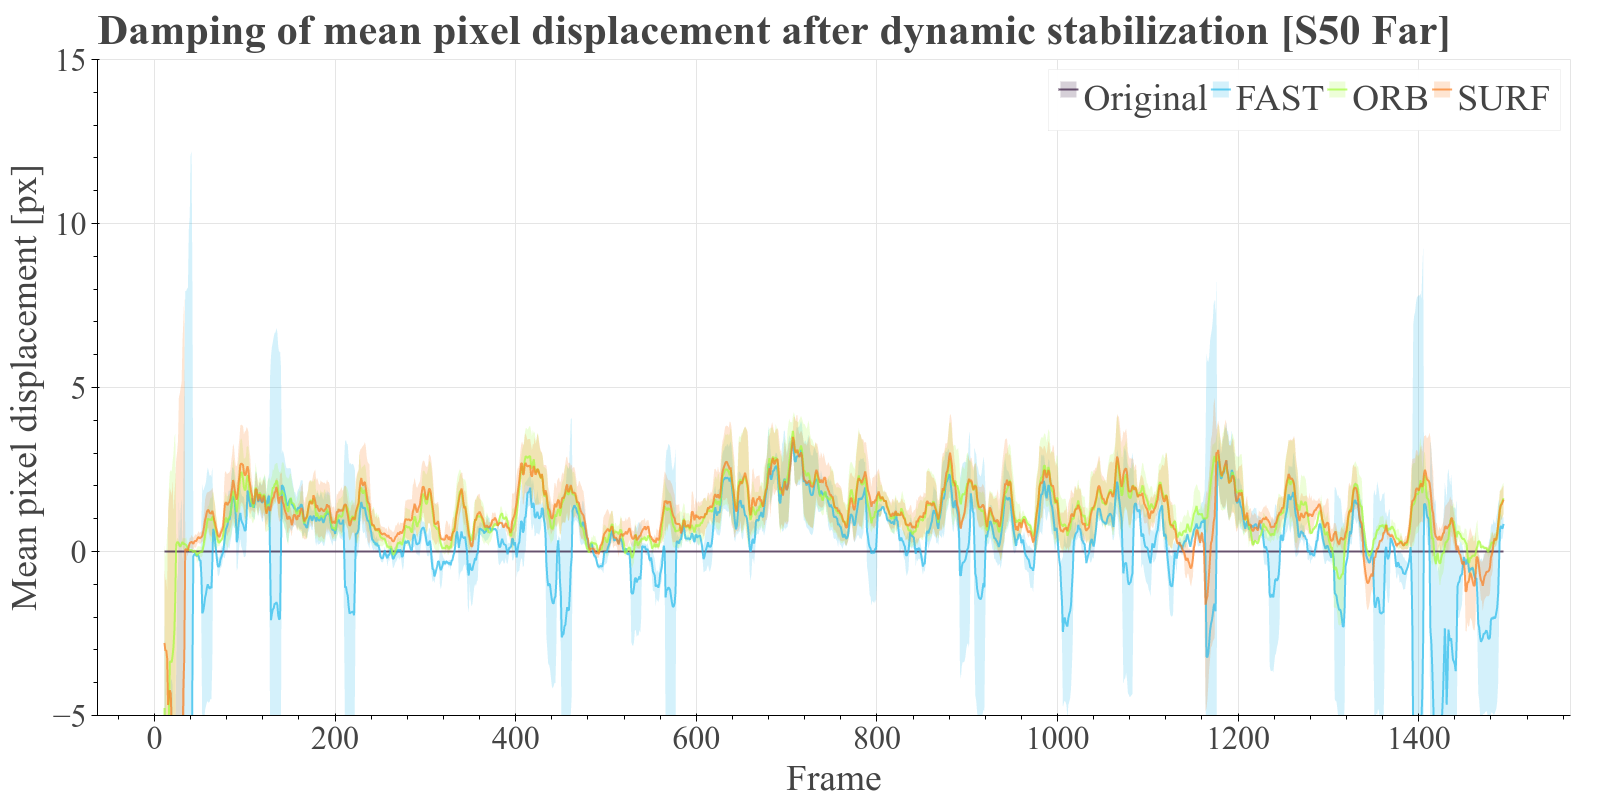 Damping of mean pixel displacement after dynamic stabilization [S50 Far]
Original FAST ORB SURF
Mean pixel displacement [px]
15
10
5
0
−5
0 200 400 600 800 1000 1200 1400
Frame